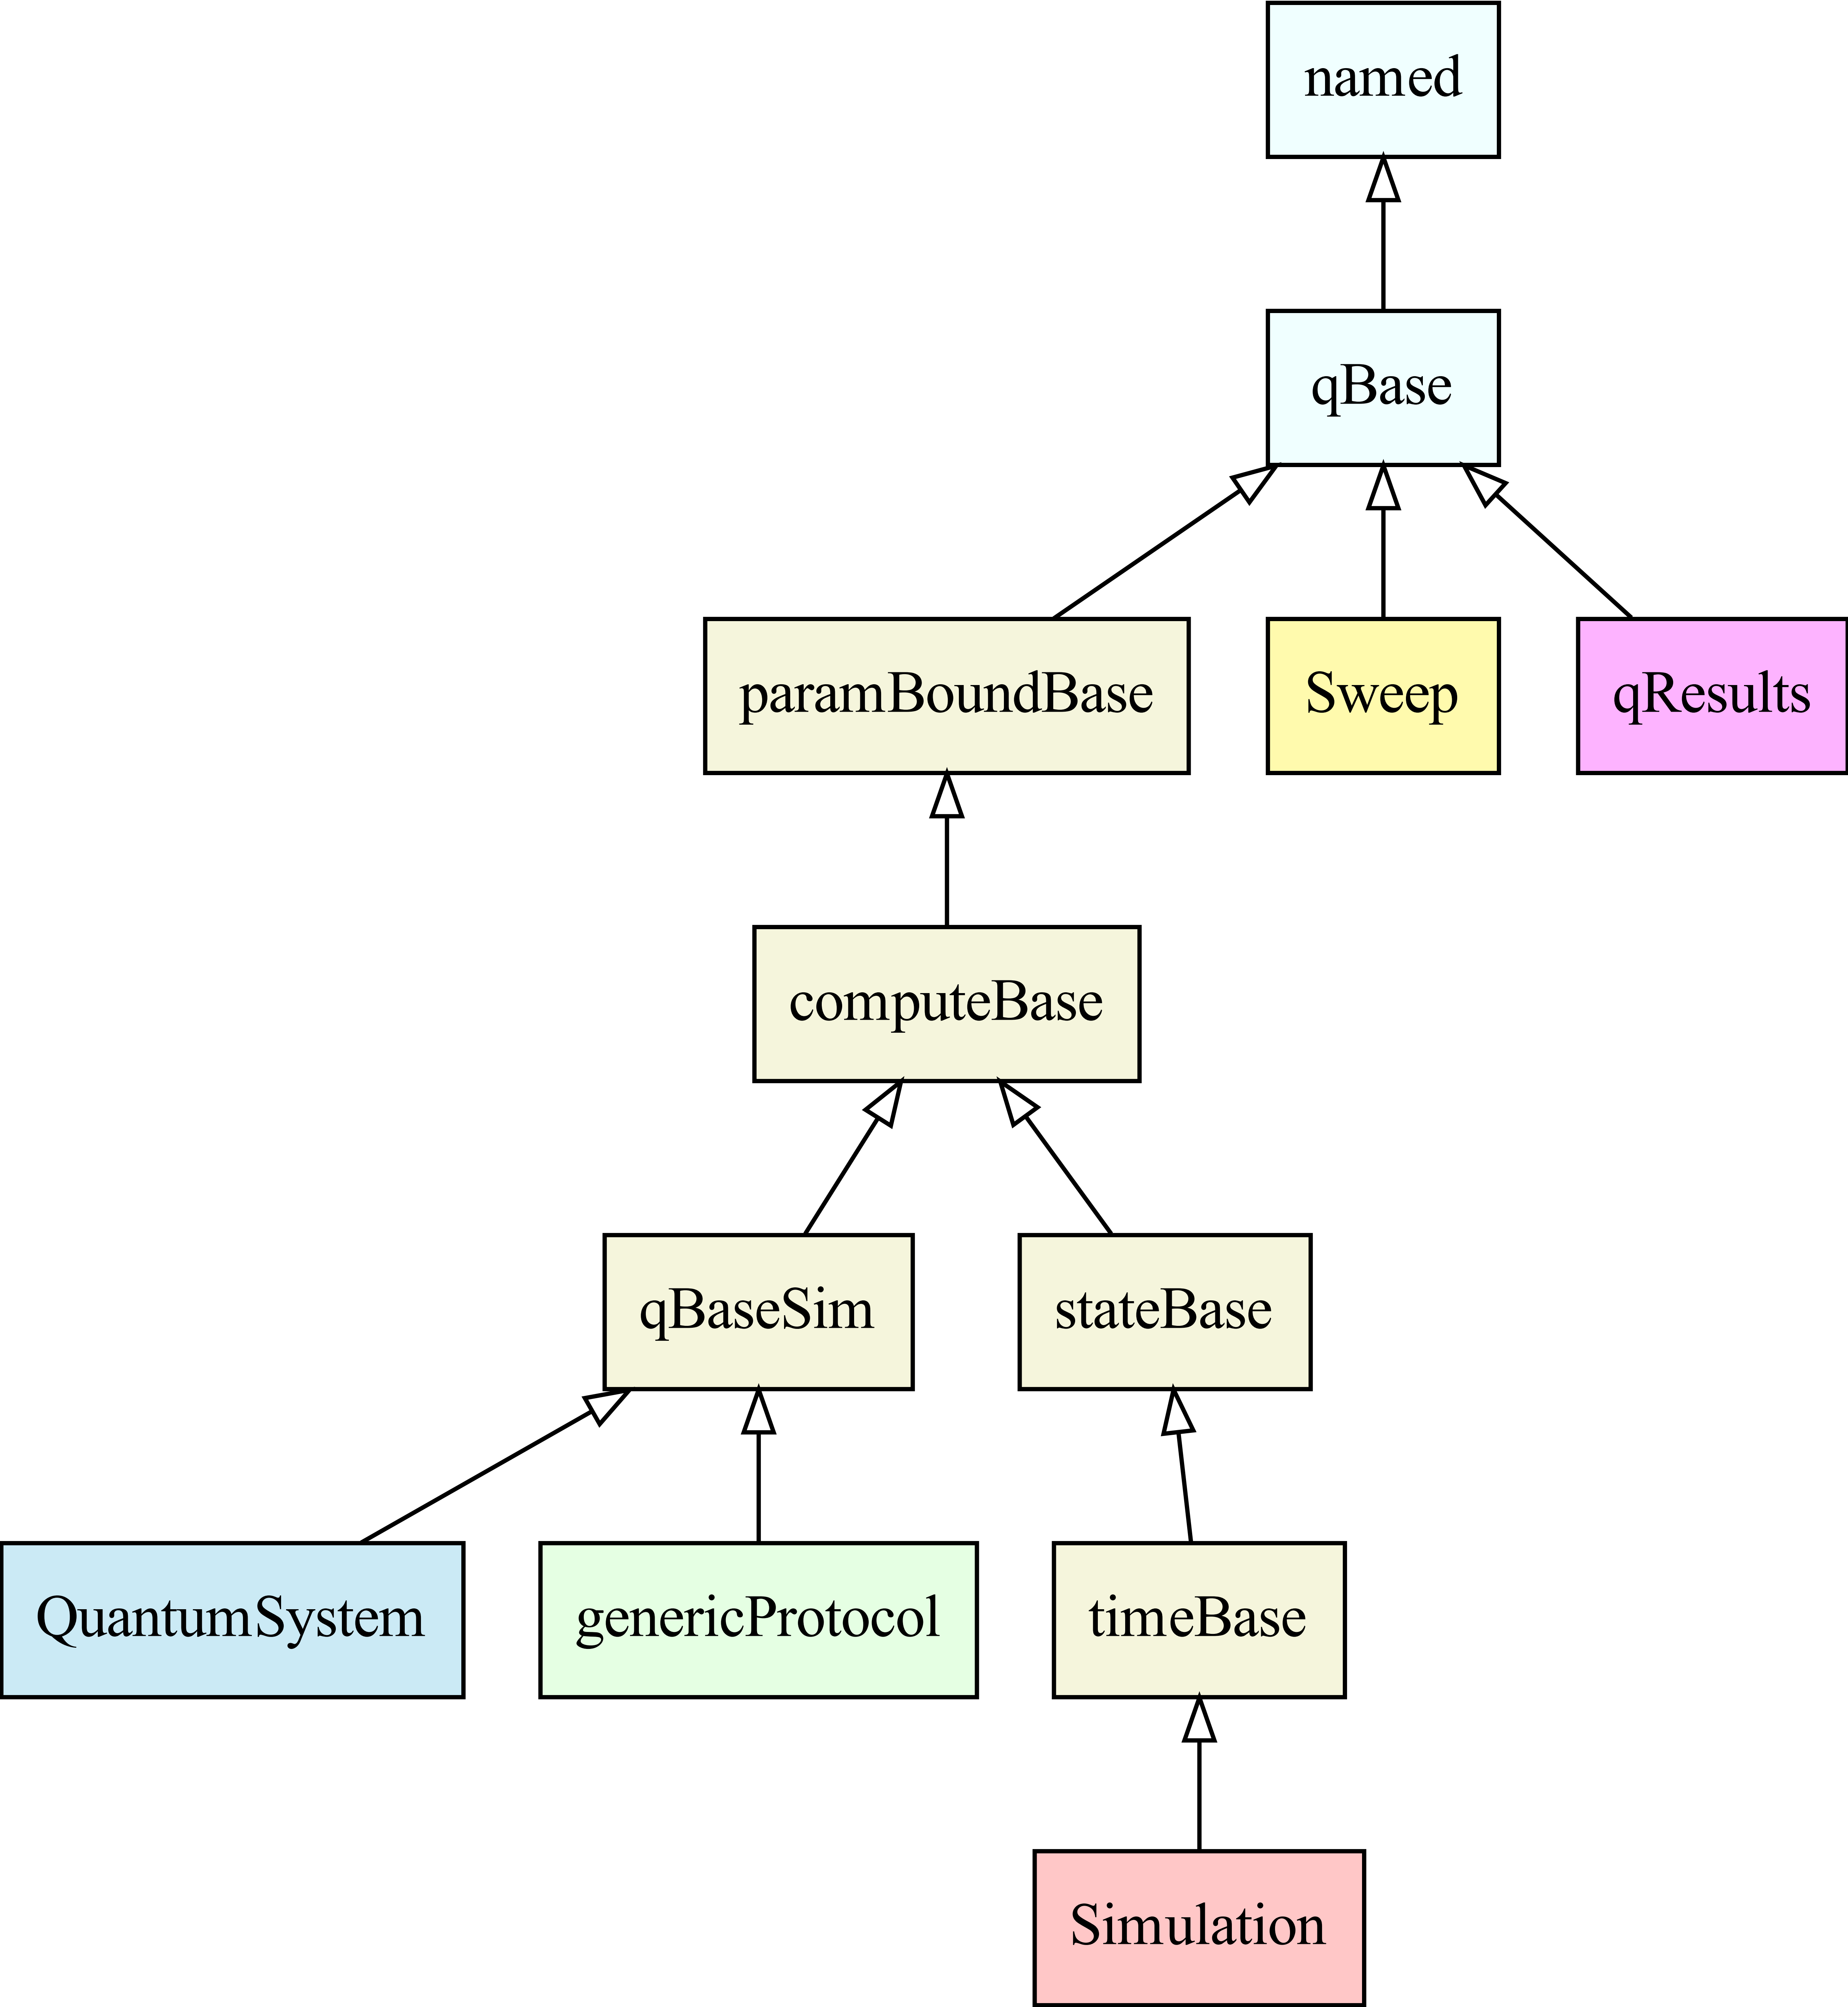 named
qBase
paramBoundBase
Sweep
qResults
computeBase
qBaseSim
stateBase
QuantumSystem
genericProtocol
timeBase
Simulation